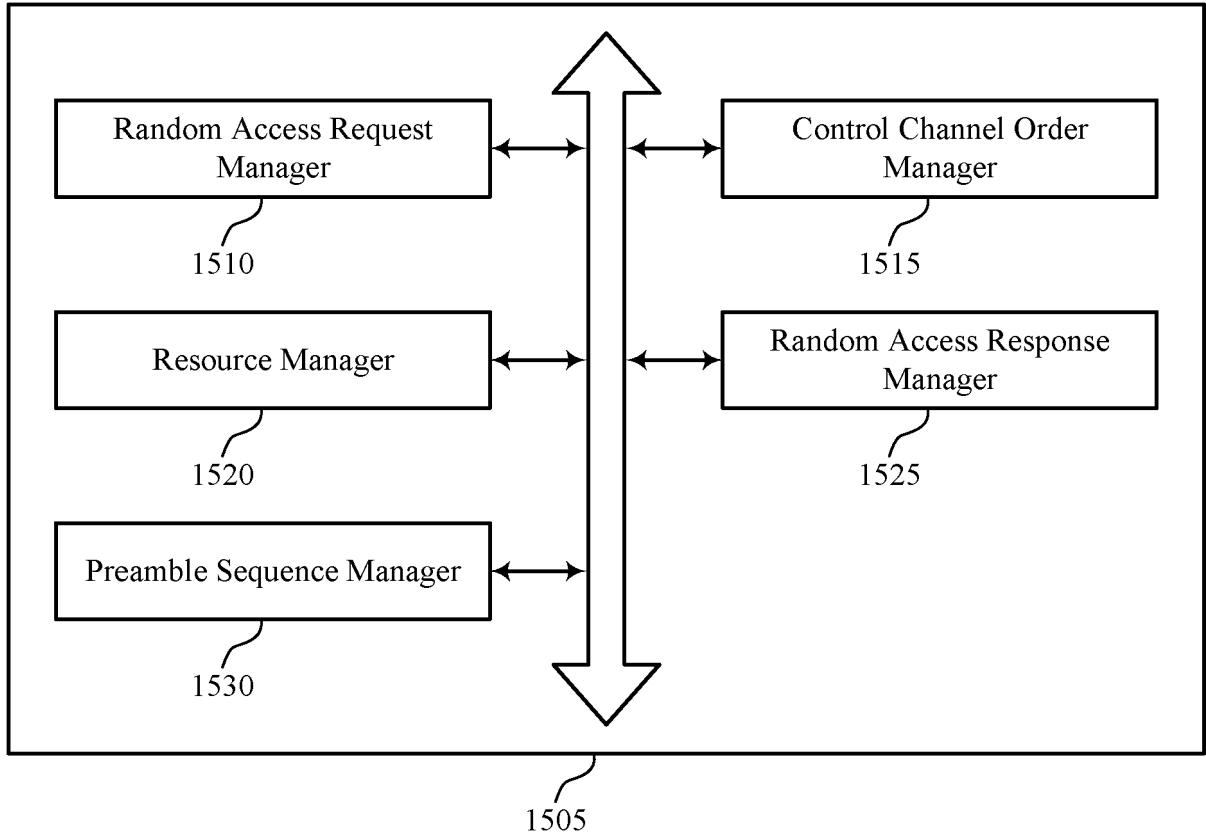 Random Access Request
Manager
1510
Control Channel Order
Manager
1515
Resource Manager
1520
Random Access Response
Manager
1525
Preamble Sequence Manager
1530
1505